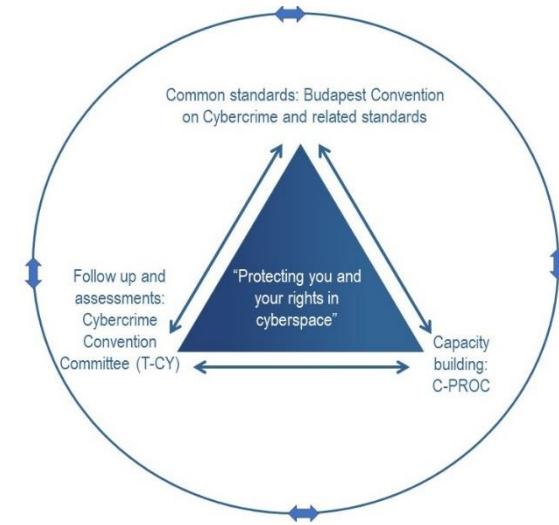 Common standards: Budapest Convention
on Cybercrime and related standards
Follow up and
assessments:
Cybercrime
Convention
Committee (T-CY)
“Protecting you and
your rights in
cyberspace”
Capacity
building:
C-PROC